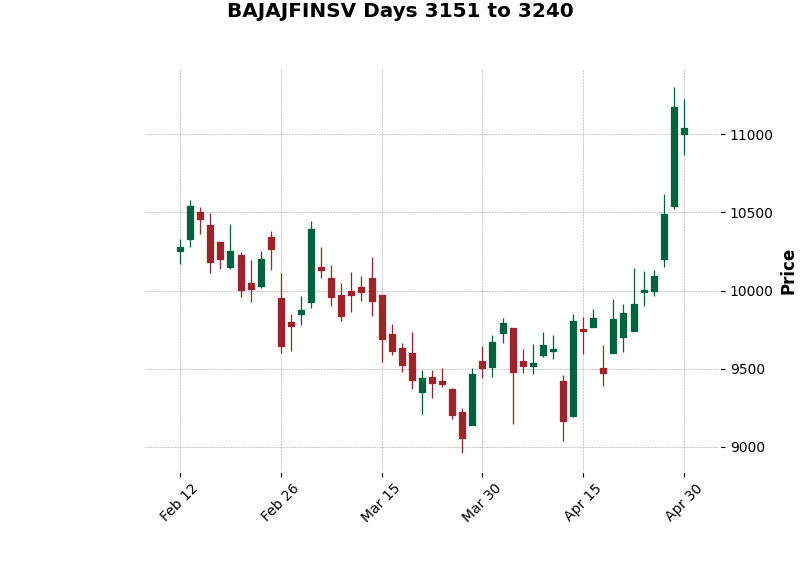 BAJAJFINSV Days 3151 to 3240
11000
10500
10000
9500
9000
Price
Feb 12
Feb 26
Mar 15
Mar 30
Apr 15
Apr 30